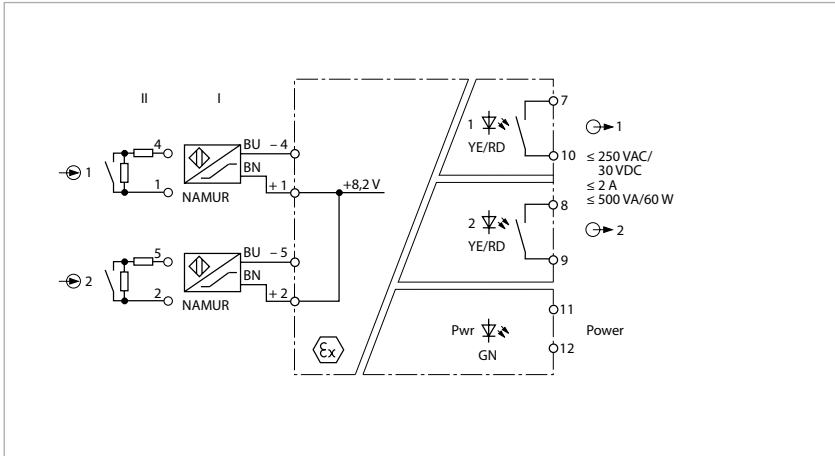 II
I
1
4
1
NAMUR
BU
– 4
BN
+ 1
+8,2 V
2
5
2
NAMUR
BU
– 5
BN
+ 2
Ex
1
YE/RD
7
10
1
≤ 250 VAC/
30 VDC
≤ 2 A
≤ 500 VA/60 W
2
YE/RD
8
9
2
Pwr
GN
11
12
Power